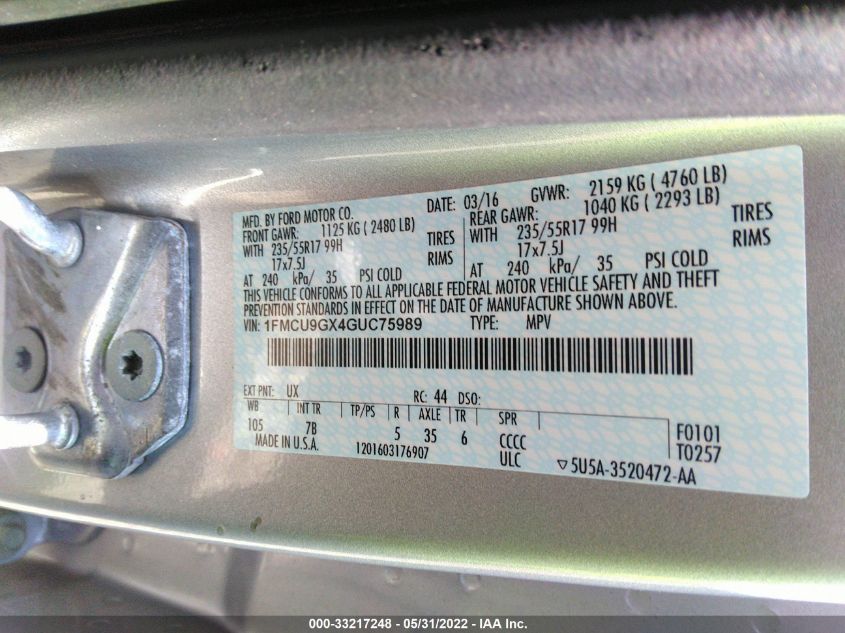 MFD. BY FORD MOTOR CO.
DATE: 03/16 GVWR: 2159 KG ( 4760 LB)
FRONT GAWR: 1125 KG ( 2480 LB)
REAR GAWR: 1040 KG ( 2293 LB)
WITH 235/55R17 99H TIRES
WITH 235/55R17 99H TIRES
17x7.5J RIMS
17x7.5J RIMS
AT 240 kPa/ 35 PSI COLD
AT 240 kPa/ 35 PSI COLD
THIS VEHICLE CONFORMS TO ALL APPLICABLE FEDERAL MOTOR VEHICLE SAFETY AND THEFT
PREVENTION STANDARDS IN EFFECT ON THE DATE OF MANUFACTURE SHOWN ABOVE.
VIN: 1FMCU9GX4GUC75989 TYPE: MPV
EXT PNT: UX RC: 44 DSO:
WB INT TR TP/PS R AXLE TR SPR
105 7B 5 35 6 CCCC F0101
MADE IN U.S.A. 1201603176907 ULC T0257
▽5U5A-3520472-AA
000-33217248 - 05/31/2022 - IAA Inc.